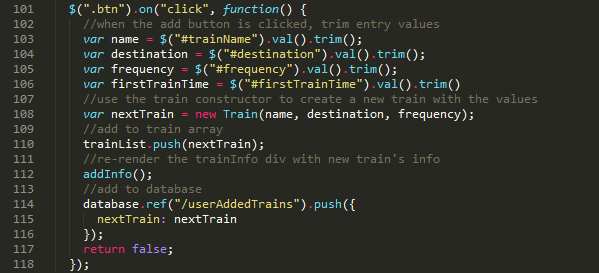 101 $(".btn").on("click", function() {
102 //when the add button is clicked, trim entry values
103 var name = $("#trainName").val().trim();
104 var destination = $("#destination").val().trim();
105 var frequency = $("#frequency").val().trim();
106 var firstTrainTime = $("#firstTrainTime").val().trim()
107 //use the train constructor to create a new train with the values
108 var nextTrain = new Train(name, destination, frequency);
109 //add to train array
110 trainList.push(nextTrain);
111 //re-render the trainInfo div with new train's info
112 addInfo();
113 //add to database
114 database.ref("/userAddedTrains").push({
115 nextTrain: nextTrain
116 });
117 return false;
118 });